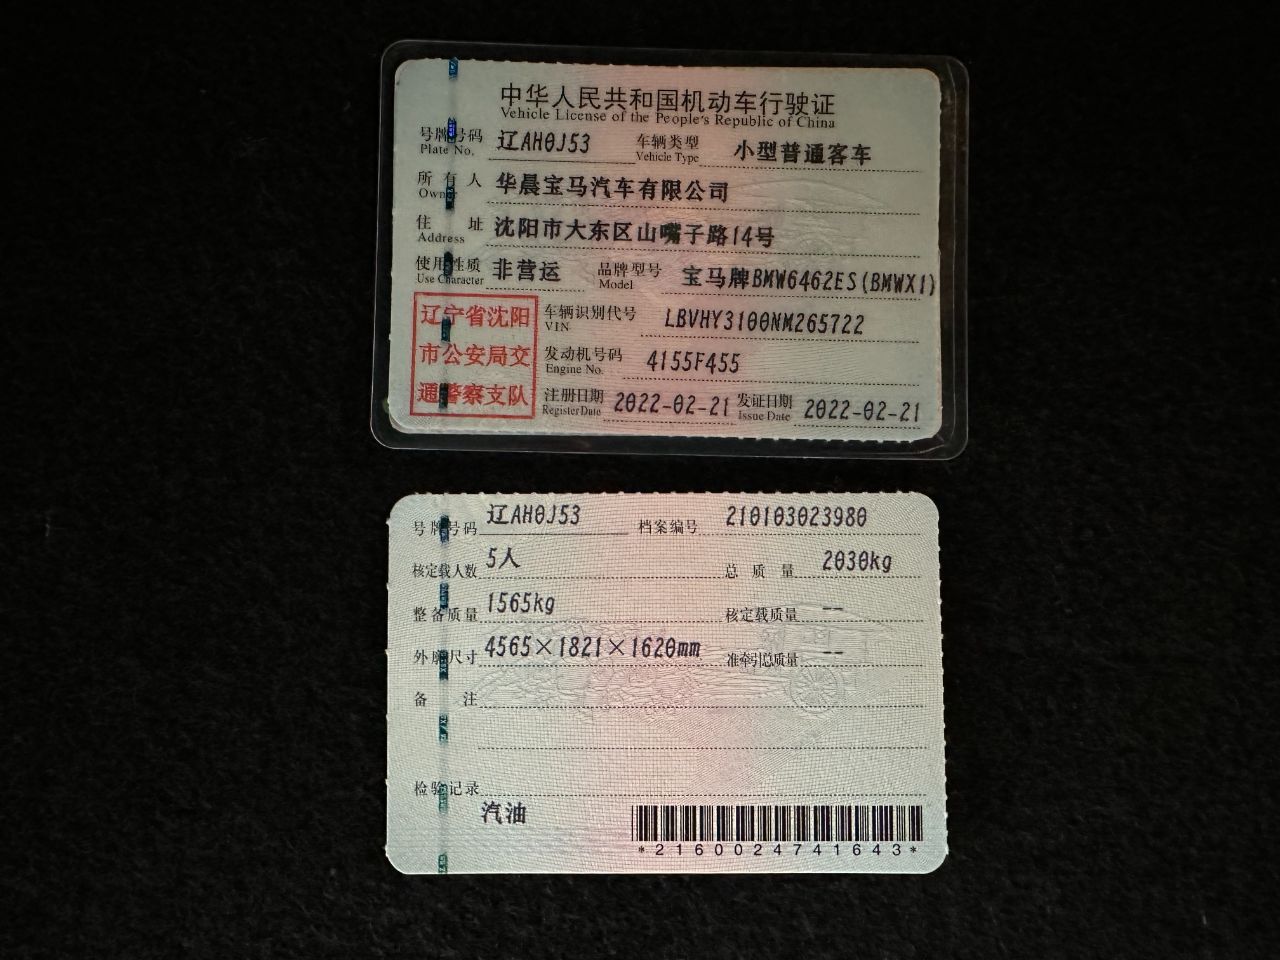 中华人民共和国机动车行驶证
Vehicle License of the People's Republic of China
号牌号码 辽AH0J53 车辆类型 小型普通客车
Plate No. Vehicle Type
所有人 华晨宝马汽车有限公司
Owner
住址 沈阳市大东区山嘴子路14号
Address
使用性质 非营运 品牌型号 宝马牌BMW6462ES(BMWX1)
Use Character Model
辽宁省沈阳
市公安局交
通警察支队
车辆识别代号 LBVHY3100NM265722
VIN
发动机号码 4155F455
Engine No.
注册日期 2022-02-21 发证日期 2022-02-21
Register Date Issue Date
号牌号码 辽AH0J53 档案编号 210103023980
核定载人数 5人 总质量 2030kg
整备质量 1565kg 核定载质量 --
外廓尺寸 4565×1821×1620mm 准牵引总质量 --
备注
检验记录
汽油
*2160024741643*